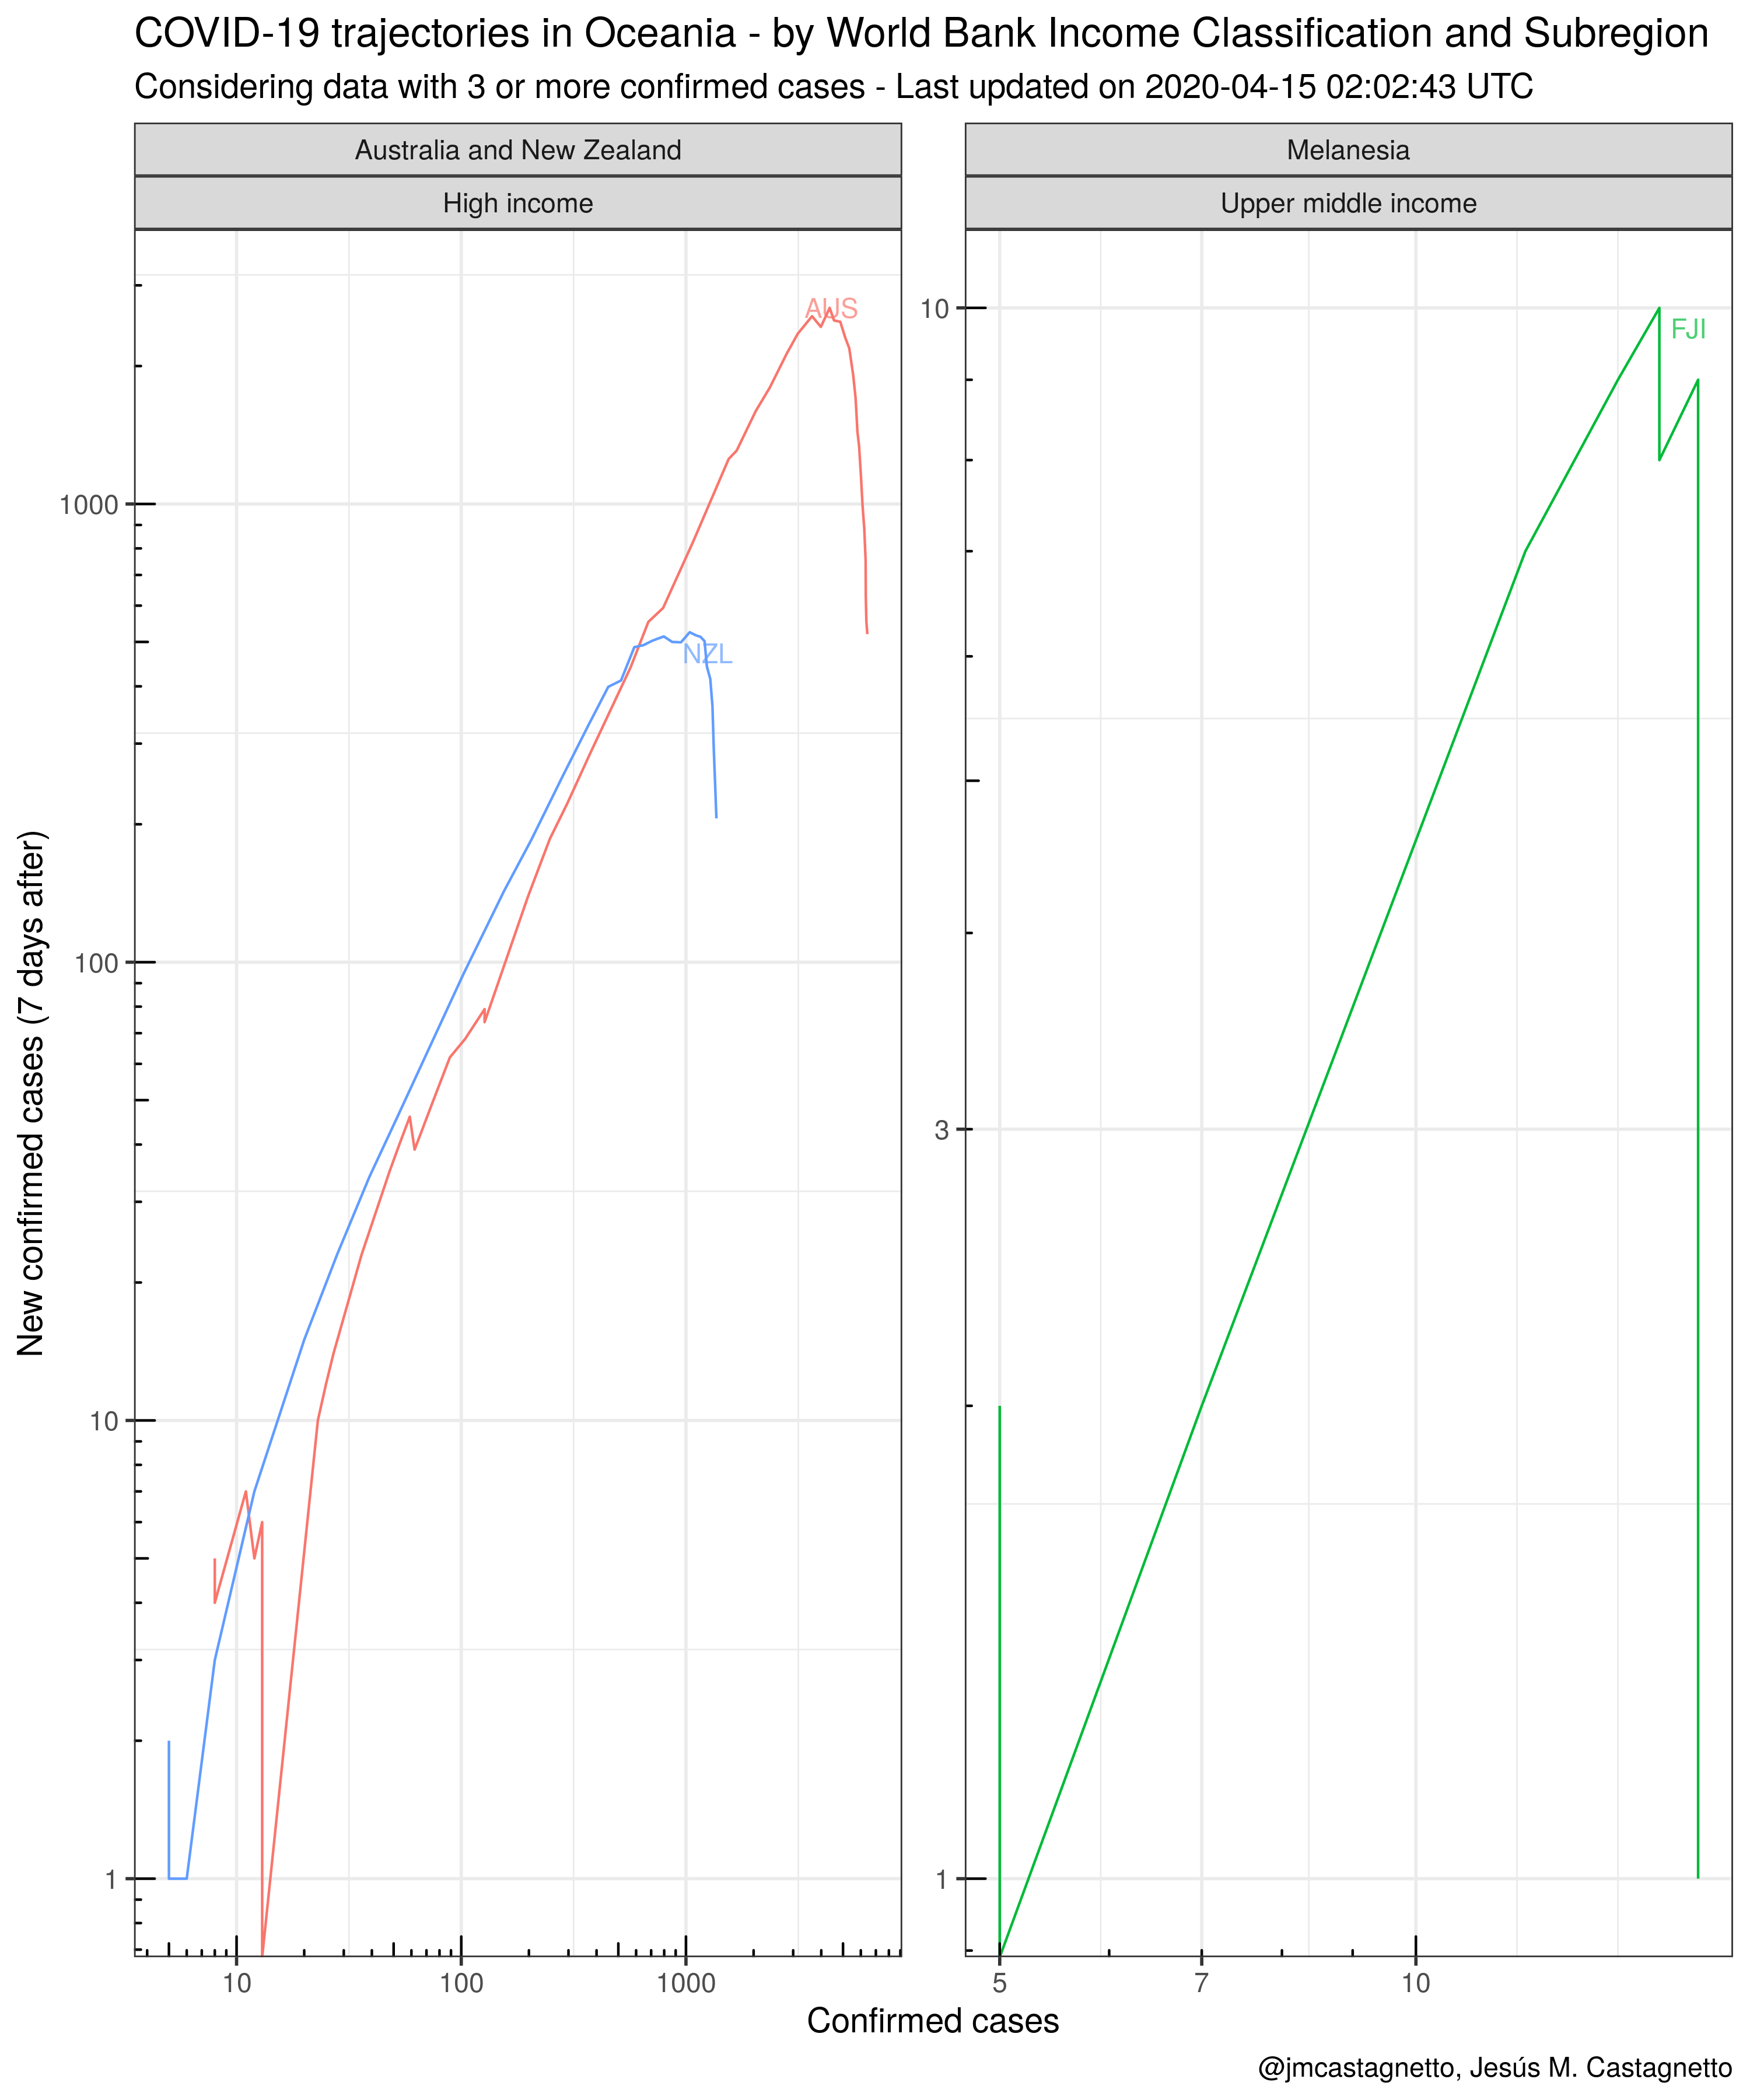 COVID-19 trajectories in Oceania - by World Bank Income Classification and Subregion
Considering data with 3 or more confirmed cases - Last updated on 2020-04-15 02:02:43 UTC
Australia and New Zealand
High income
Melanesia
Upper middle income
New confirmed cases (7 days after)
1000
100
10
1
AUS
NZL
10
100
1000
10
3
1
FJI
5
7
10
Confirmed cases
@jmcastagnetto, Jesús M. Castagnetto